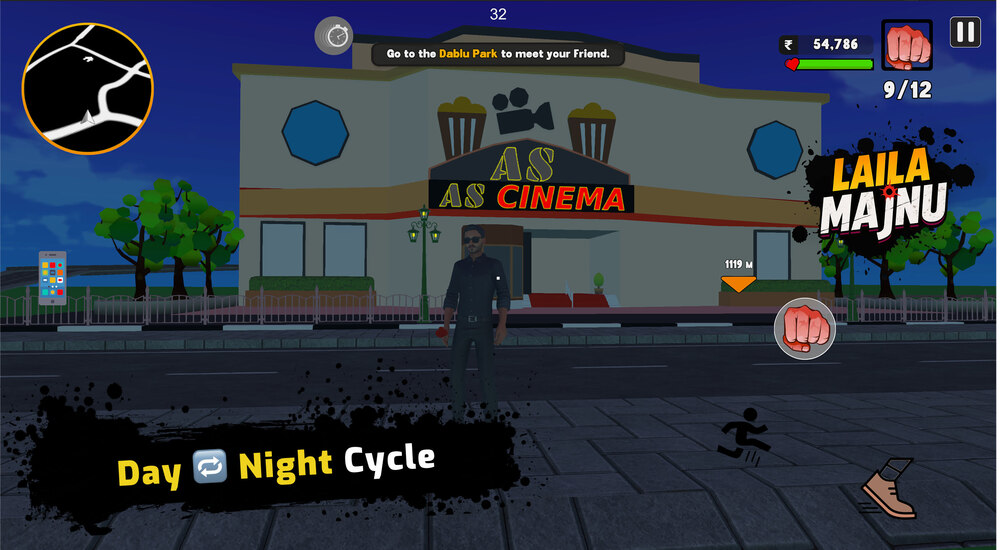 32
Go to the Dablu Park to meet your Friend.
₹ 54,786
9/12
AS
AS CINEMA
LAILA
MAJNU
1119 M
Day 🔁 Night Cycle